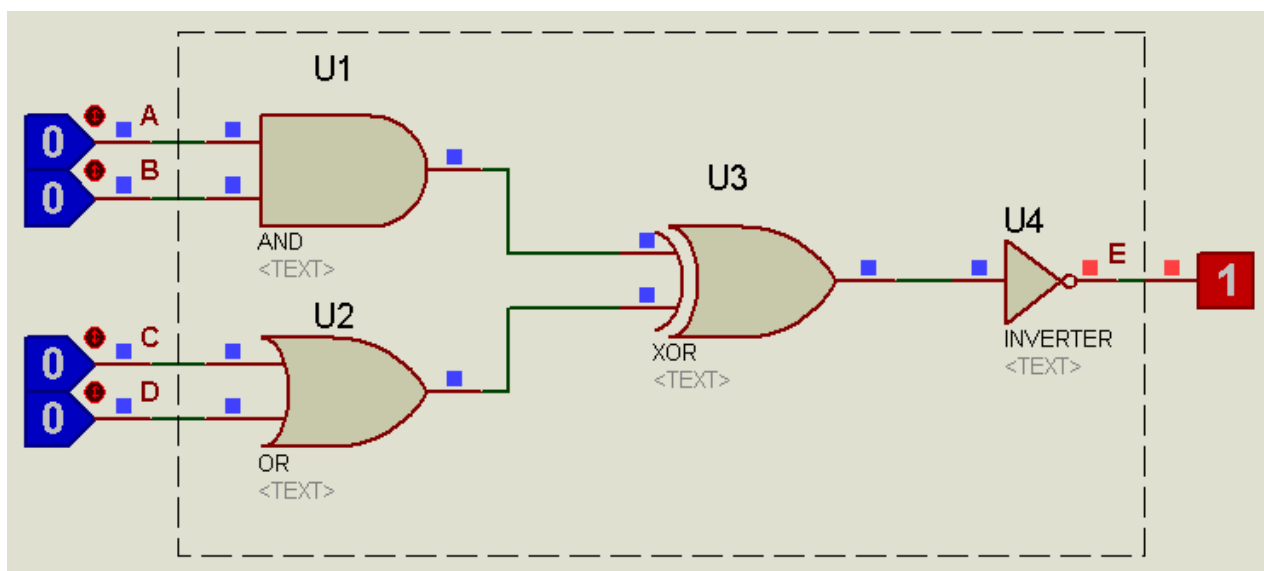 U1
A
0
B
0
AND
<TEXT>
U3
U4
E
1
XOR
<TEXT>
INVERTER
<TEXT>
U2
C
0
D
0
OR
<TEXT>